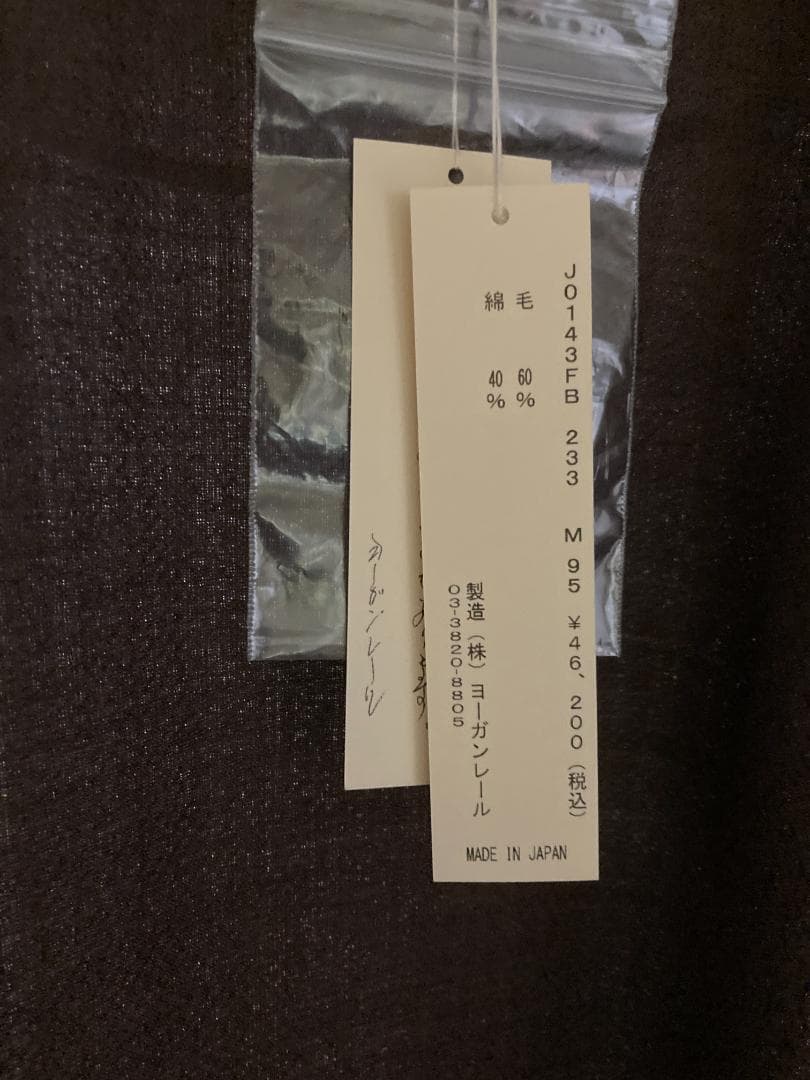 J0143FB 233 M 95 ¥46、200(税込)
毛 60%
綿 40%
製造(株)ヨーガンレール
03-3820-8805
MADE IN JAPAN
ヨーガンレール